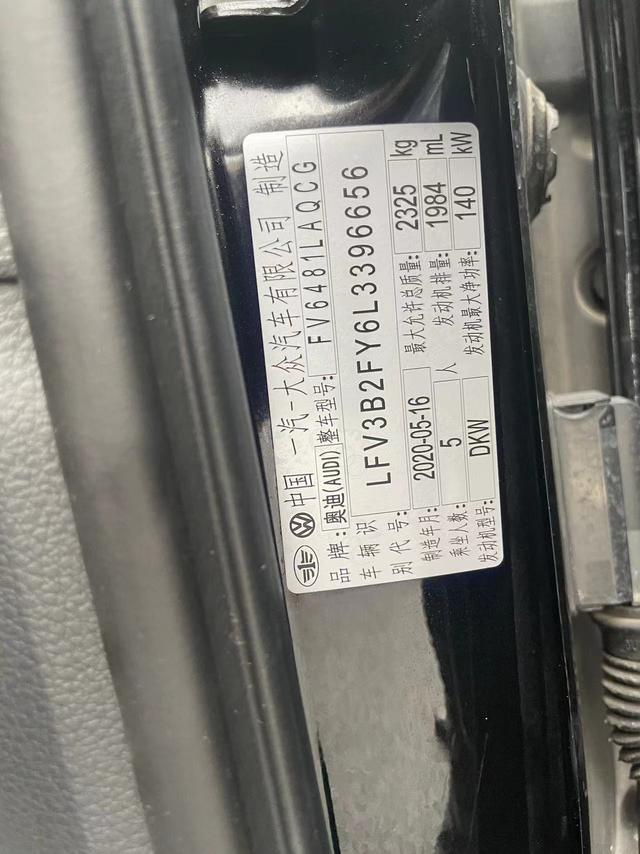 中国 一汽-大众汽车有限公司 制造
品牌:奥迪(AUDI) 整车型号: FV6481LAQCG
车辆识别代号: LFV3B2FY6L3396656
制造年月: 2020-05-16 最大允许总质量: 2325 kg
乘坐人数: 5 人 发动机排量: 1984 mL
发动机型号: DKW 发动机最大净功率: 140 kW